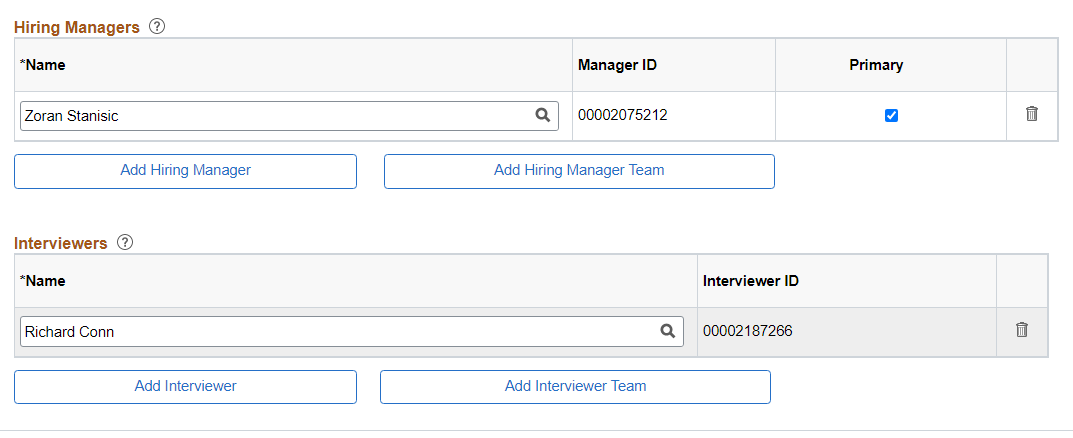 Hiring Managers ?
*Name Manager ID Primary
Zoran Stanisic 00002075212
Add Hiring Manager Add Hiring Manager Team
Interviewers ?
*Name Interviewer ID
Richard Conn 00002187266
Add Interviewer Add Interviewer Team